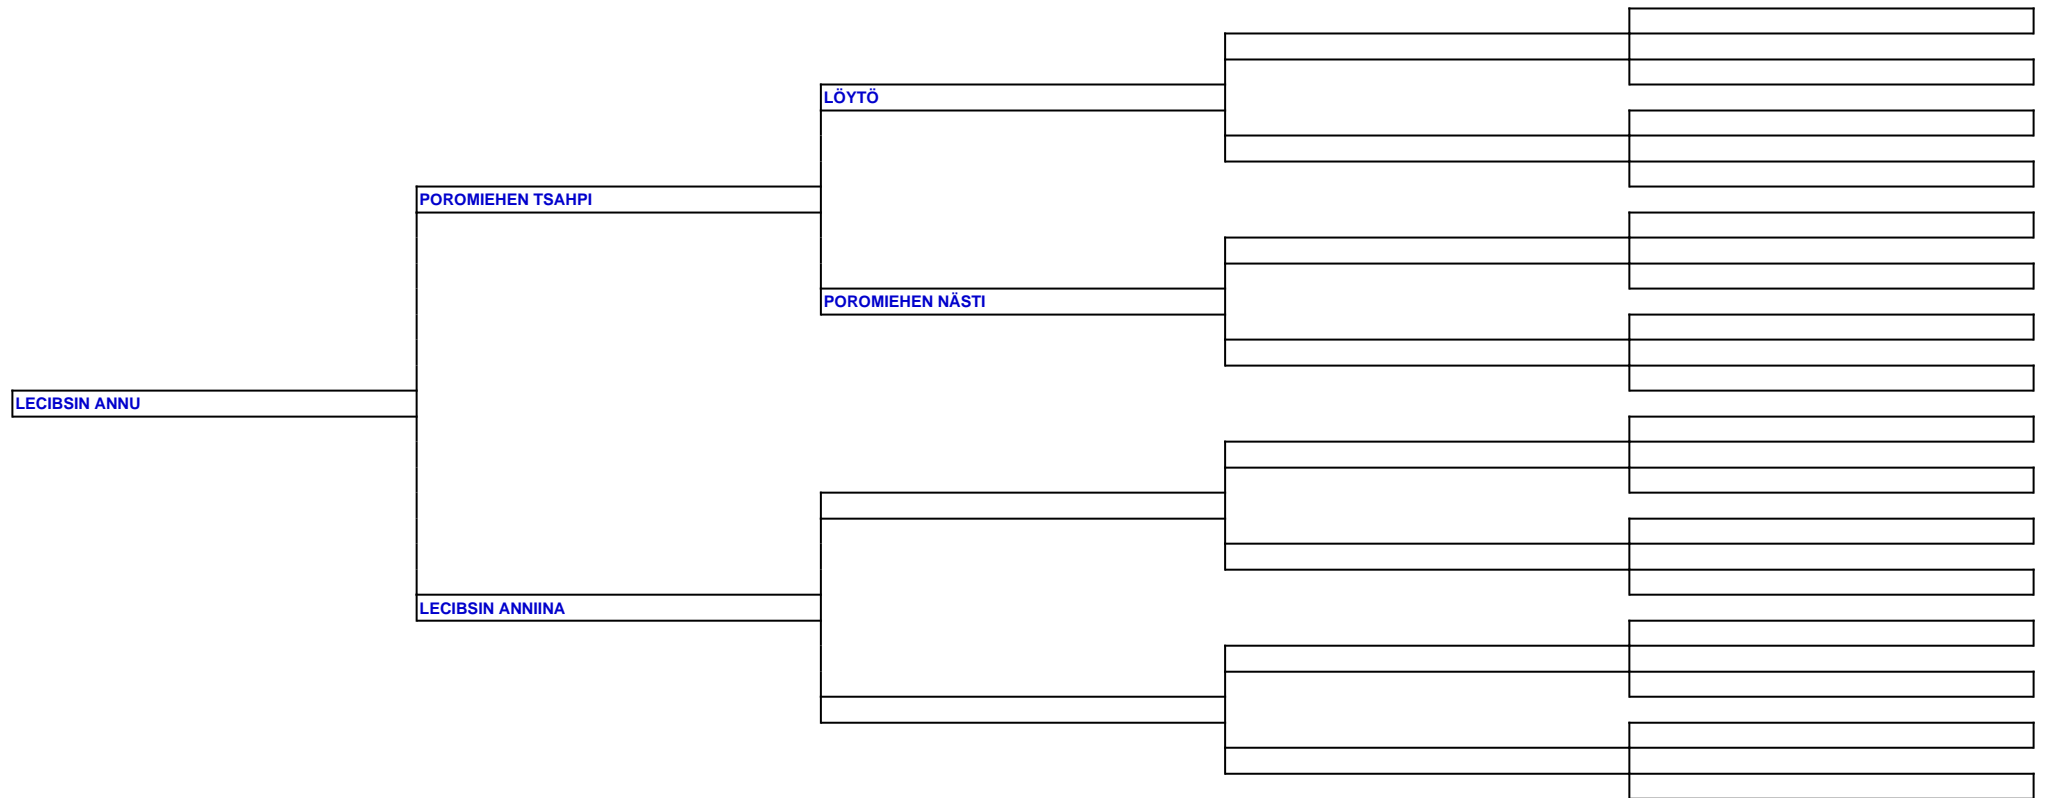 LÖYTÖ
POROMIEHEN TSAHPI
POROMIEHEN NÄSTI
LECIBSIN ANNU
LECIBSIN ANNIINA